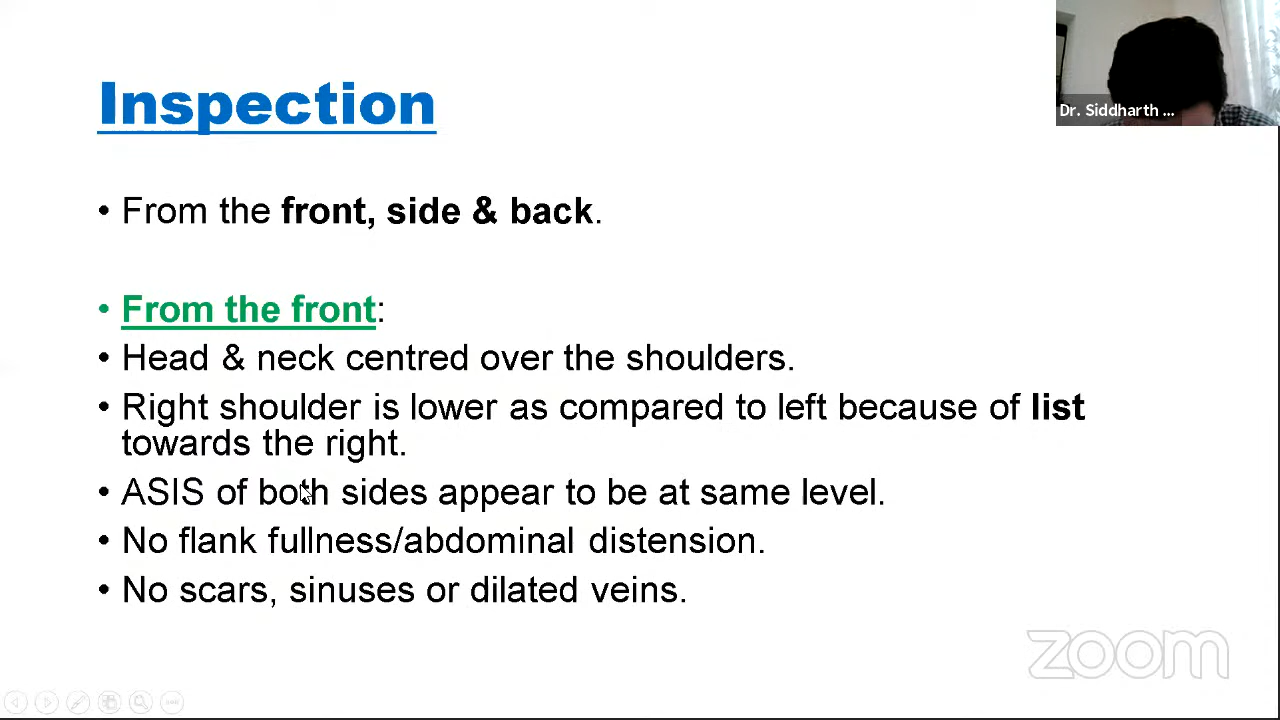 Inspection
Dr. Siddharth ...
• From the front, side & back.
• From the front:
• Head & neck centred over the shoulders.
• Right shoulder is lower as compared to left because of list
towards the right.
• ASIS of both sides appear to be at same level.
• No flank fullness/abdominal distension.
• No scars, sinuses or dilated veins.
zoom